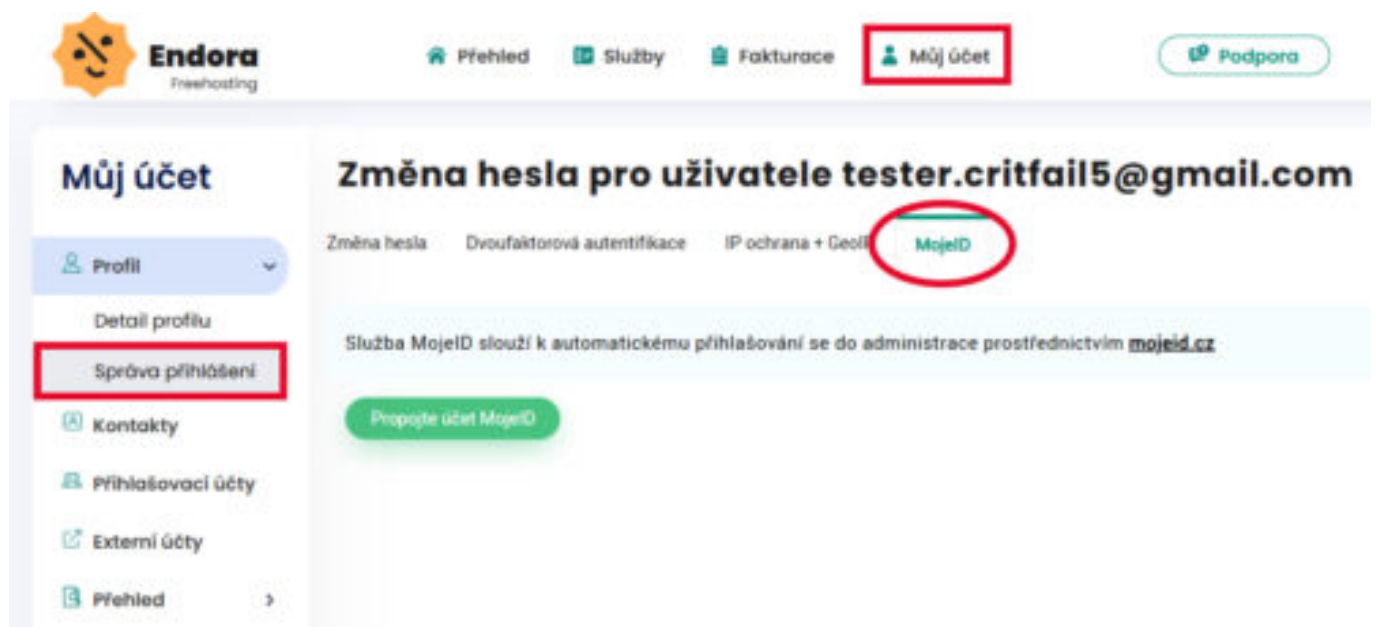 Endora
Freehosting
Přehled Služby Fakturace Můj účet Podpora
Můj účet
Profil
Detail profilu
Správa přihlášení
Kontakty
Přihlašovací účty
Externí účty
Přehled
Změna hesla pro uživatele tester.critfail5@gmail.com
Změna hesla Dvoufaktorová autentifikace IP ochrana + MojeID
Služba MojeID slouží k automatickému přihlašování se do administrace prostřednictvím mojeid.cz
Propojte účet MojeID